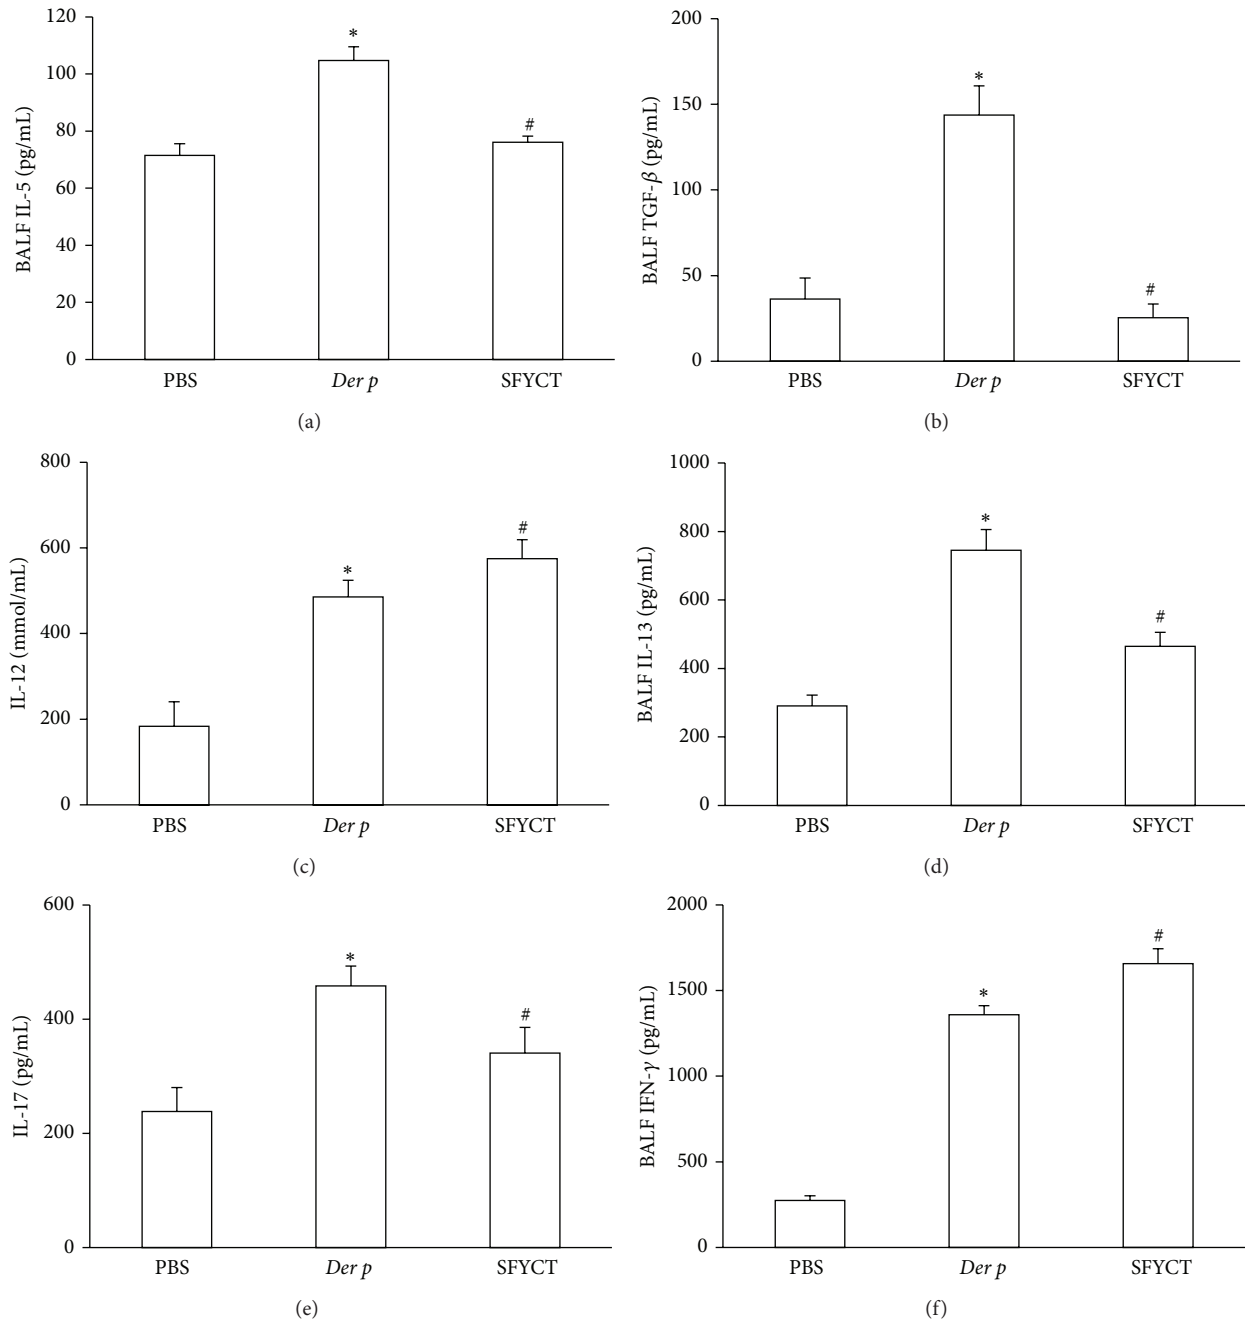 120
100
80
60
40
20
0
BALF IL-5 (pg/mL)
*
#
PBS
Der p
SFYCT
(a)
200
150
100
50
0
BALF TGF-β (pg/mL)
*
#
PBS
Der p
SFYCT
(b)
800
600
400
200
0
IL-12 (mmol/mL)
*
#
PBS
Der p
SFYCT
(c)
1000
800
600
400
200
0
BALF IL-13 (pg/mL)
*
#
PBS
Der p
SFYCT
(d)
600
400
200
0
IL-17 (pg/mL)
*
#
PBS
Der p
SFYCT
(e)
2000
1500
1000
500
0
BALF IFN-γ (pg/mL)
*
#
PBS
Der p
SFYCT
(f)